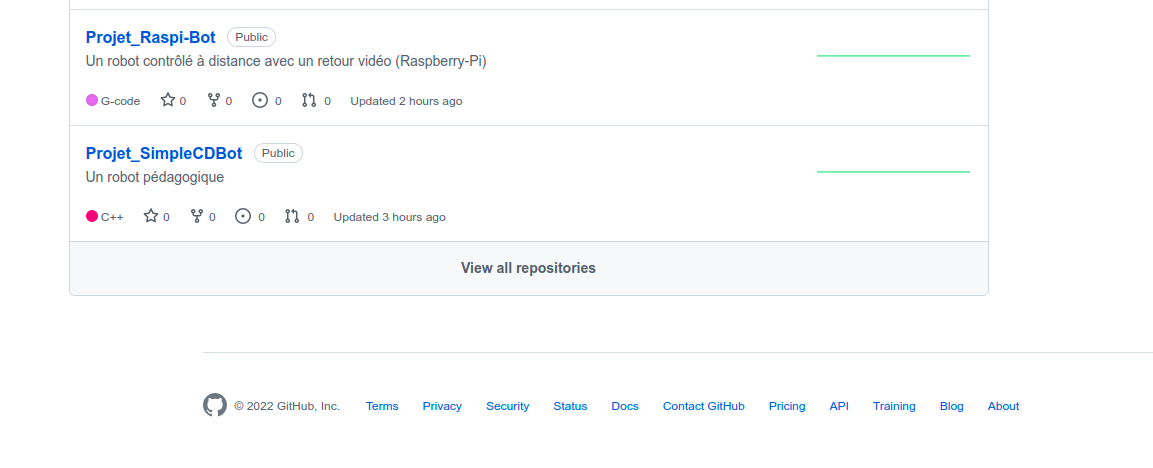 Projet_Raspi-Bot Public
Un robot contrôlé à distance avec un retour vidéo (Raspberry-Pi)
G-code 0 0 0 0 Updated 2 hours ago
Projet_SimpleCDBot Public
Un robot pédagogique
C++ 0 0 0 0 Updated 3 hours ago
View all repositories
© 2022 GitHub, Inc. Terms Privacy Security Status Docs Contact GitHub Pricing API Training Blog About